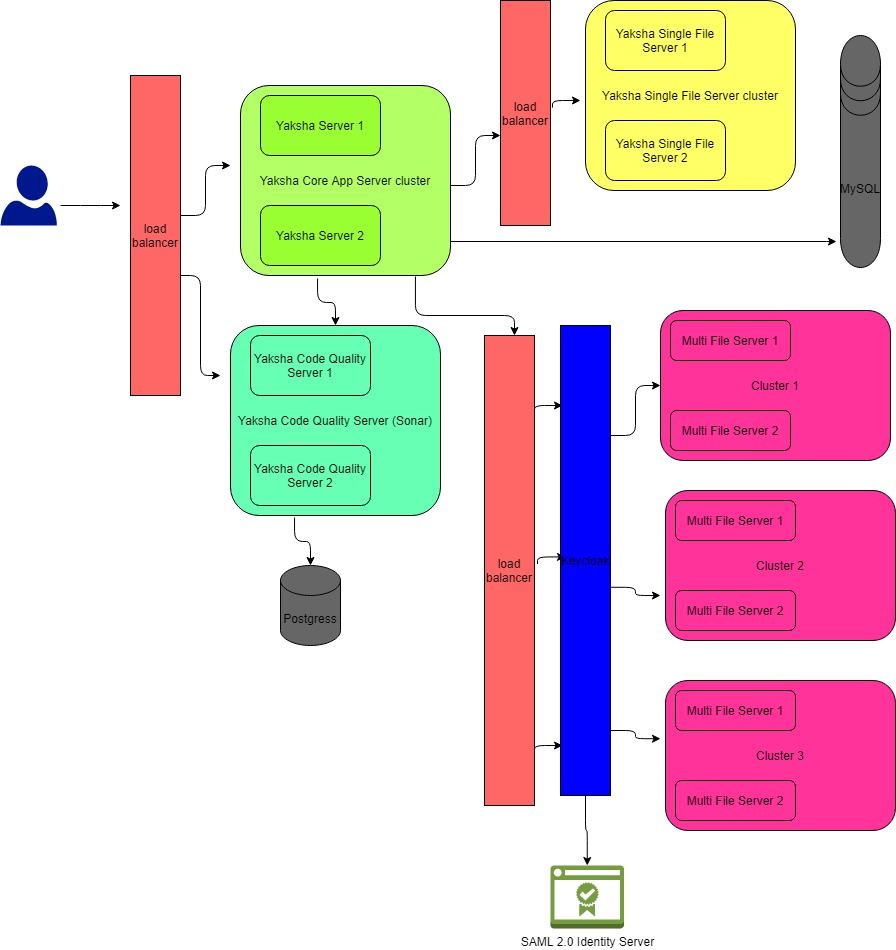 Yaksha Single File
Server 1
Yaksha Single File Server cluster
Yaksha Single File
Server 2
load
balancer
MySQL
Yaksha Server 1
Yaksha Core App Server cluster
Yaksha Server 2
load
balancer
Yaksha Code Quality
Server 1
Yaksha Code Quality Server (Sonar)
Yaksha Code Quality
Server 2
Postgress
load
balancer
Keycloak
Multi File Server 1
Cluster 1
Multi File Server 2
Multi File Server 1
Cluster 2
Multi File Server 2
Multi File Server 1
Cluster 3
Multi File Server 2
SAML 2.0 Identity Server